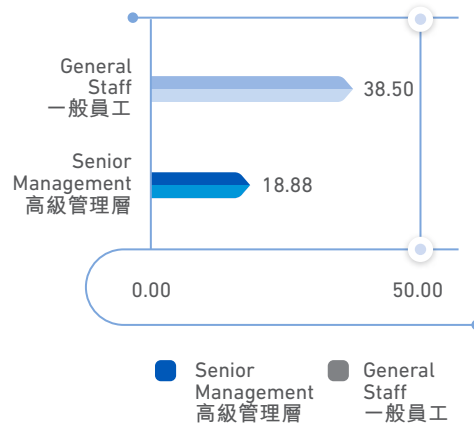 General
Staff
一般員工
38.50
Senior
Management
高級管理層
18.88
0.00 50.00
Senior
Management
高級管理層
General
Staff
一般員工